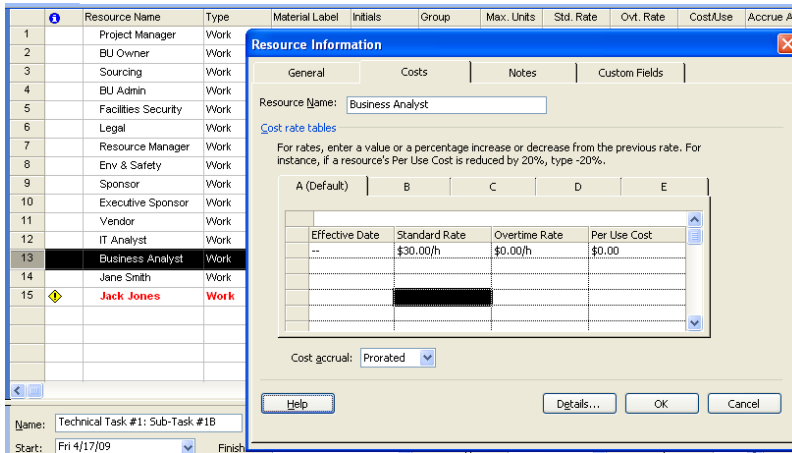 Resource Name Type Material Label Initials Group Max. Units Std. Rate Ovt. Rate Cost/Use Accrue A
1 Project Manager Work
2 BU Owner Work
3 Sourcing Work
4 BU Admin Work
5 Facilities Security Work
6 Legal Work
7 Resource Manager Work
8 Env & Safety Work
9 Sponsor Work
10 Executive Sponsor Work
11 Vendor Work
12 IT Analyst Work
13 Business Analyst Work
14 Jane Smith Work
15 Jack Jones Work
Name: Technical Task #1: Sub-Task #1B
Start: Fri 4/17/09 Finish
Resource Information
General Costs Notes Custom Fields
Resource Name: Business Analyst
Cost rate tables
For rates, enter a value or a percentage increase or decrease from the previous rate. For
instance, if a resource's Per Use Cost is reduced by 20%, type -20%.
A (Default) B C D E
Effective Date Standard Rate Overtime Rate Per Use Cost
-- $30.00/h $0.00/h $0.00
Cost accrual: Prorated
Help Details... OK Cancel